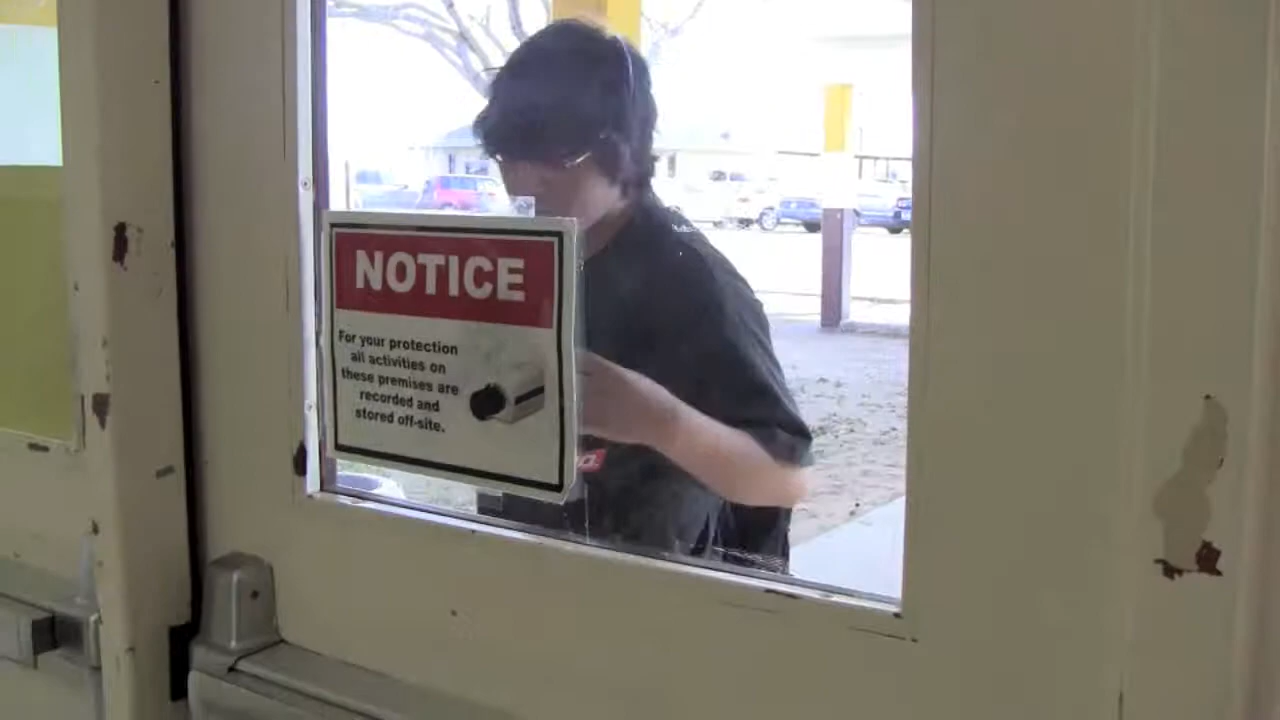 NOTICE
For your protection
all activities on
these premises are
recorded and
stored off-site.